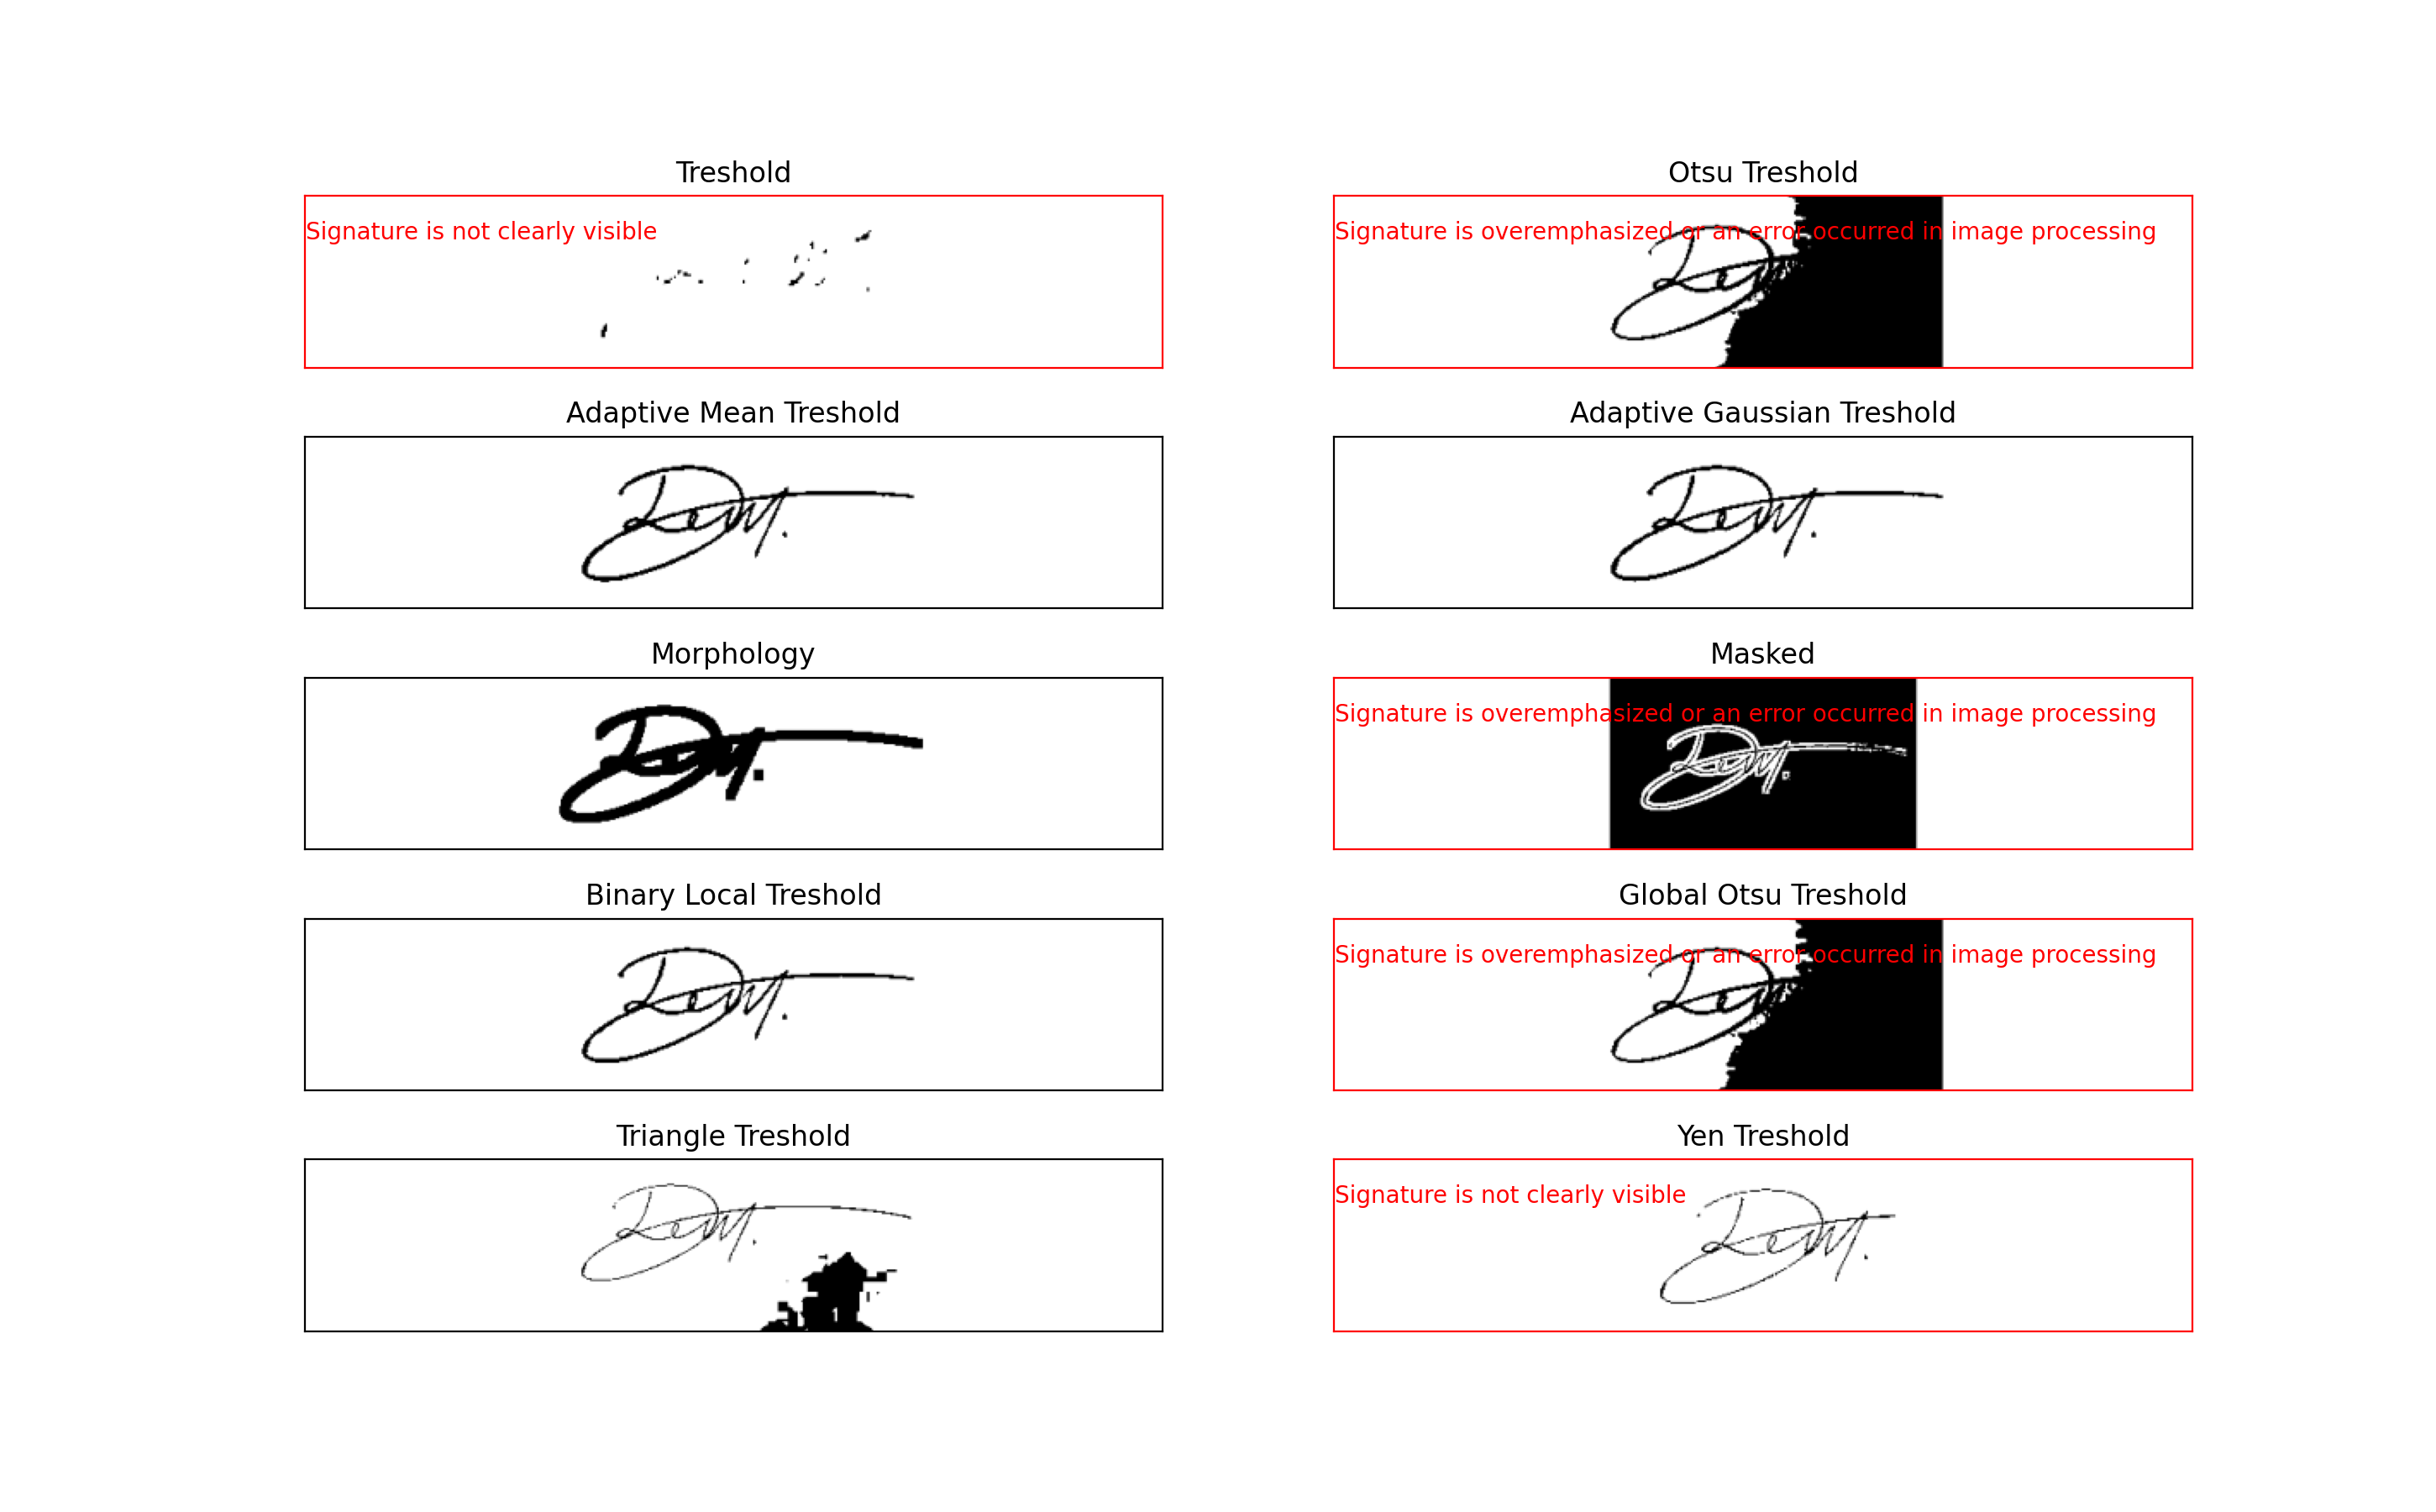 Treshold
Signature is not clearly visible
Otsu Treshold
Signature is overemphasized or an error occurred in image processing
Adaptive Mean Treshold
Adaptive Gaussian Treshold
Morphology
Masked
Signature is overemphasized or an error occurred in image processing
Binary Local Treshold
Global Otsu Treshold
Signature is overemphasized or an error occurred in image processing
Triangle Treshold
Yen Treshold
Signature is not clearly visible